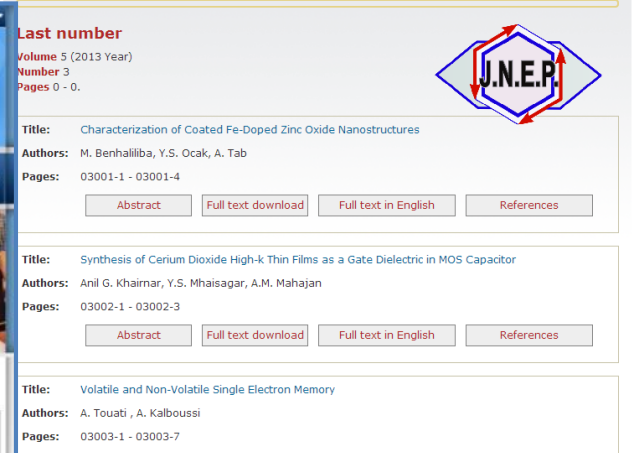 Last number
Volume 5 (2013 Year)
Number 3
Pages 0 - 0.
J.N.E.P.
Title: Characterization of Coated Fe-Doped Zinc Oxide Nanostructures
Authors: M. Benhaliliba, Y.S. Ocak, A. Tab
Pages: 03001-1 - 03001-4
Abstract Full text download Full text in English References
Title: Synthesis of Cerium Dioxide High-k Thin Films as a Gate Dielectric in MOS Capacitor
Authors: Anil G. Khairnar, Y.S. Mhaisagar, A.M. Mahajan
Pages: 03002-1 - 03002-3
Abstract Full text download Full text in English References
Title: Volatile and Non-Volatile Single Electron Memory
Authors: A. Touati , A. Kalboussi
Pages: 03003-1 - 03003-7